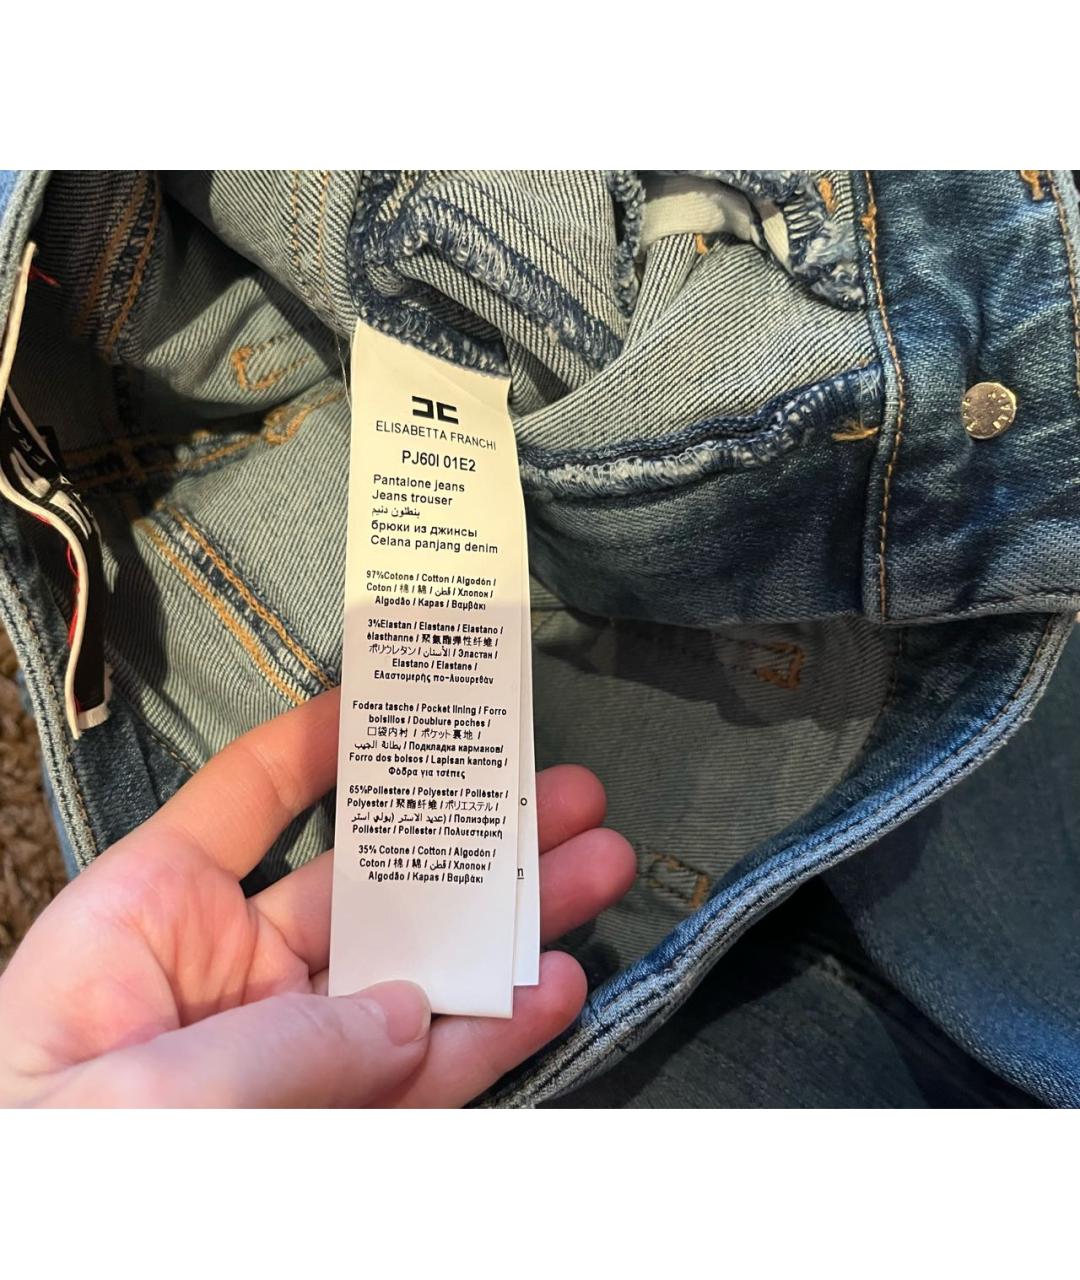 ELISABETTA FRANCHI
PJ60I 01E2
Pantalone jeans
Jeans trouser
بنطلون دنيم
брюки из джинсы
Celana panjang denim
97%Cotone / Cotton / Algodón /
Coton / 棉 / 綿 / قطن / Хлопок /
Algodão / Kapas / Βαμβάκι
3%Elastan / Elastane / Elastano /
élasthanne / 聚氨酯弹性纤维 /
ポリウレタン / الأستان / Эластан /
Elastano / Elastane /
Ελαστομερής πο-λυουρεθάν
Fodera tasche / Pocket lining / Forro
bolsillos / Doublure poches /
口袋内村 / ポケット裏地 /
بطانة الجيب / Подкладка карманов/
Forro dos bolsos / Lapisan kantong /
Φόδρα για τσέπες
65%Poliestere / Polyester / Poliéster /
Polyester / 聚酯纤维 / ポリエステル /
عديد الاستر (بولي استر) / Полиэфир /
Poliéster / Poliester / Πολυεστερική
35% Cotone / Cotton / Algodón /
Coton / 棉 / 綿 / قطن / Хлопок /
Algodão / Kapas / Βαμβάκι